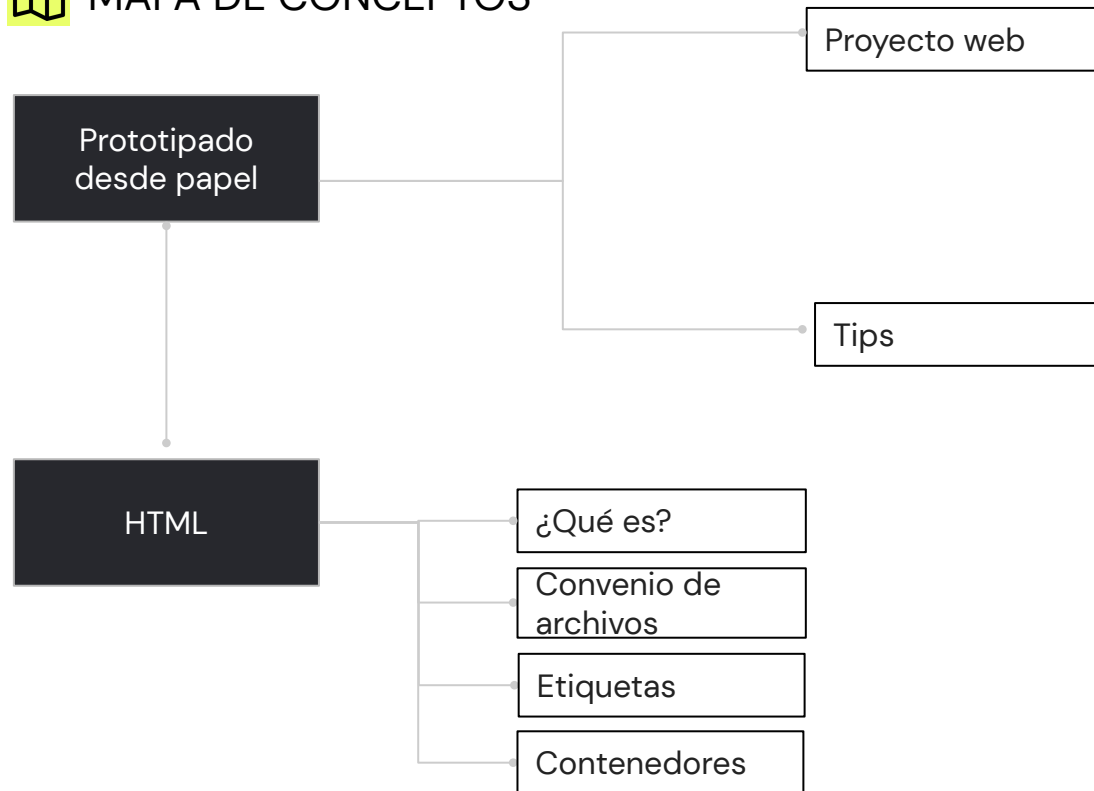 MAPA DE CONCEPTOS
Proyecto web
Prototipado
desde papel
Tips
HTML
¿Qué es?
Convenio de
archivos
Etiquetas
Contenedores